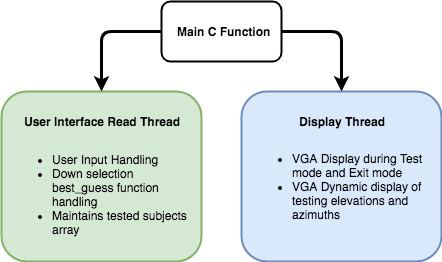 Main C Function
User Interface Read Thread
• User Input Handling
• Down selection
best_guess function
handling
• Maintains tested subjects
array
Display Thread
• VGA Display during Test
mode and Exit mode
• VGA Dynamic display of
testing elevations and
azimuths